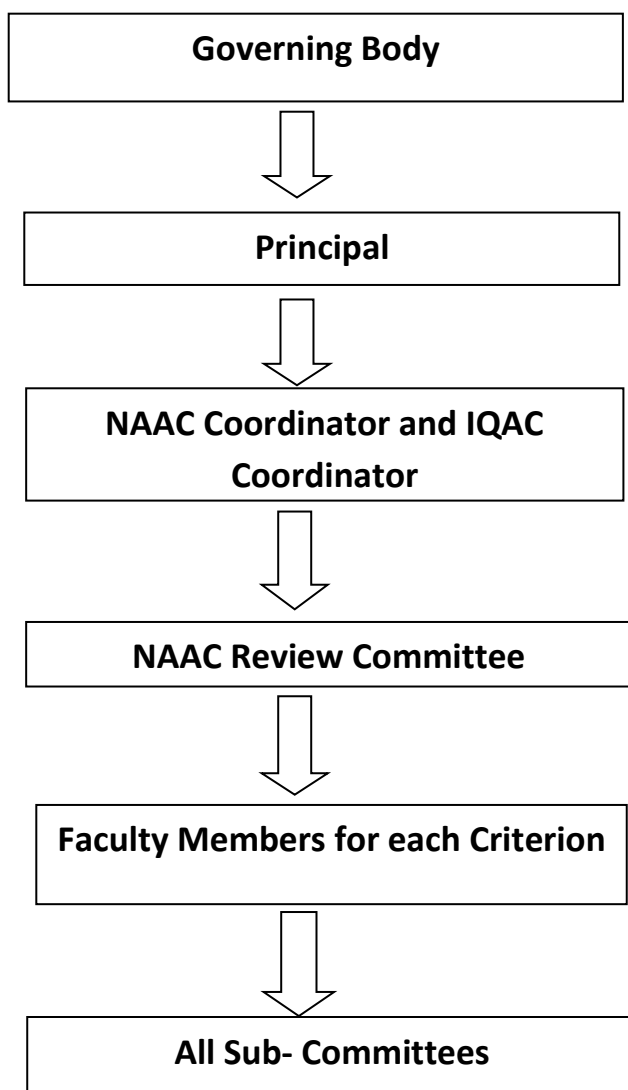 Governing Body
Principal
NAAC Coordinator and IQAC
Coordinator
NAAC Review Committee
Faculty Members for each Criterion
All Sub- Committees